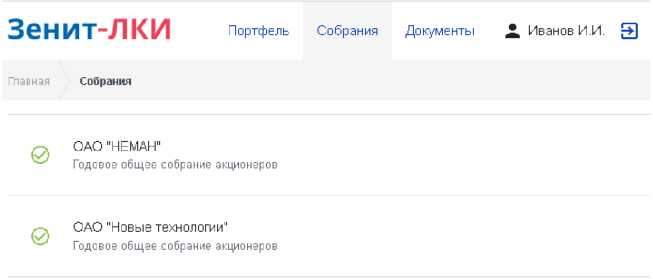 Зенит-ЛКИ Портфель Собрания Документы Иванов И.И.
Главная Собрания
ОАО "НЕМАН"
Годовое общее собрание акционеров
ОАО "Новые технологии"
Годовое общее собрание акционеров